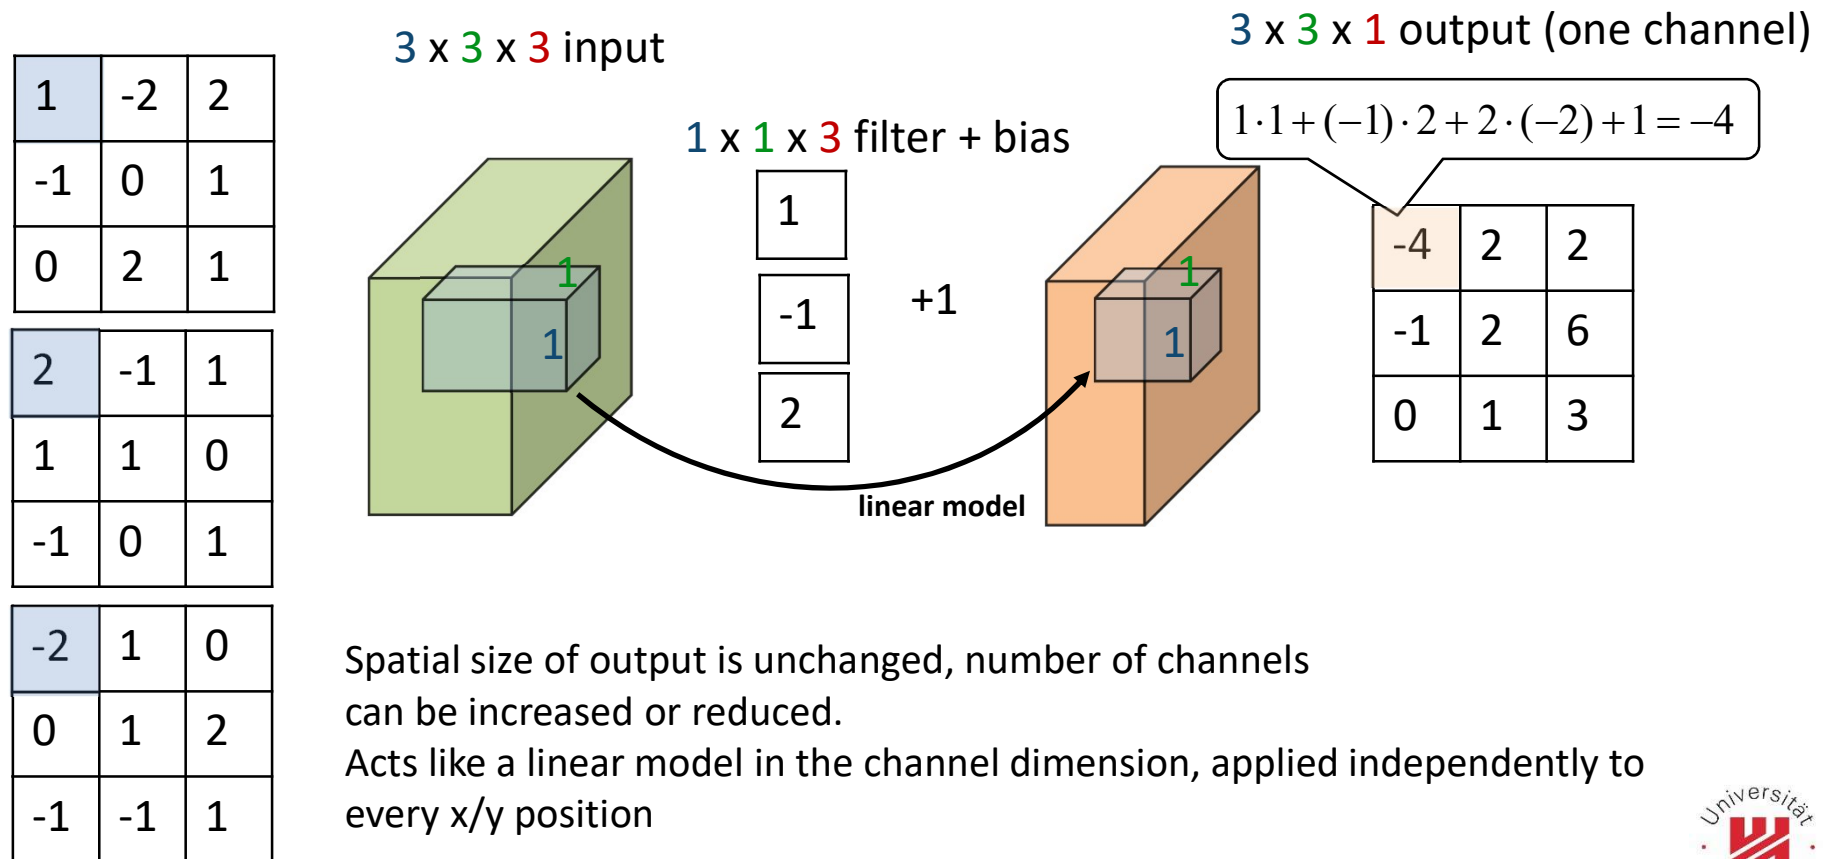 3 x 3 x 3 input
3 x 3 x 1 output (one channel)
1 -2 2
-1 0 1
0 2 1
2 -1 1
1 1 0
-1 0 1
-2 1 0
0 1 2
-1 -1 1
1 x 1 x 3 filter + bias
1
-1
2
+1
1
1
1
1
linear model
1·1+(−1)·2+2·(−2)+1=−4
-4 2 2
-1 2 6
0 1 3
Spatial size of output is unchanged, number of channels
can be increased or reduced.
Acts like a linear model in the channel dimension, applied independently to
every x/y position
Universität